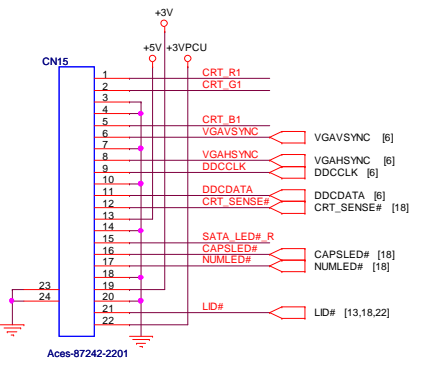 +3V
+5V +3VPCU
CN15
1 CRT_R1
2 CRT_G1
3
4
5 CRT_B1
6 VGAVSYNC VGAVSYNC [6]
7
8 VGAHSYNC VGAHSYNC [6]
9 DDCCLK DDCCLK [6]
10
11 DDCDATA DDCDATA [6]
12 CRT_SENSE# CRT_SENSE# [18]
13
14
15 SATA_LED#_R
16 CAPSLED# CAPSLED# [18]
17 NUMLED# NUMLED# [18]
18
23 19
24 20
21 LID# LID# [13,18,22]
22
Aces-87242-2201